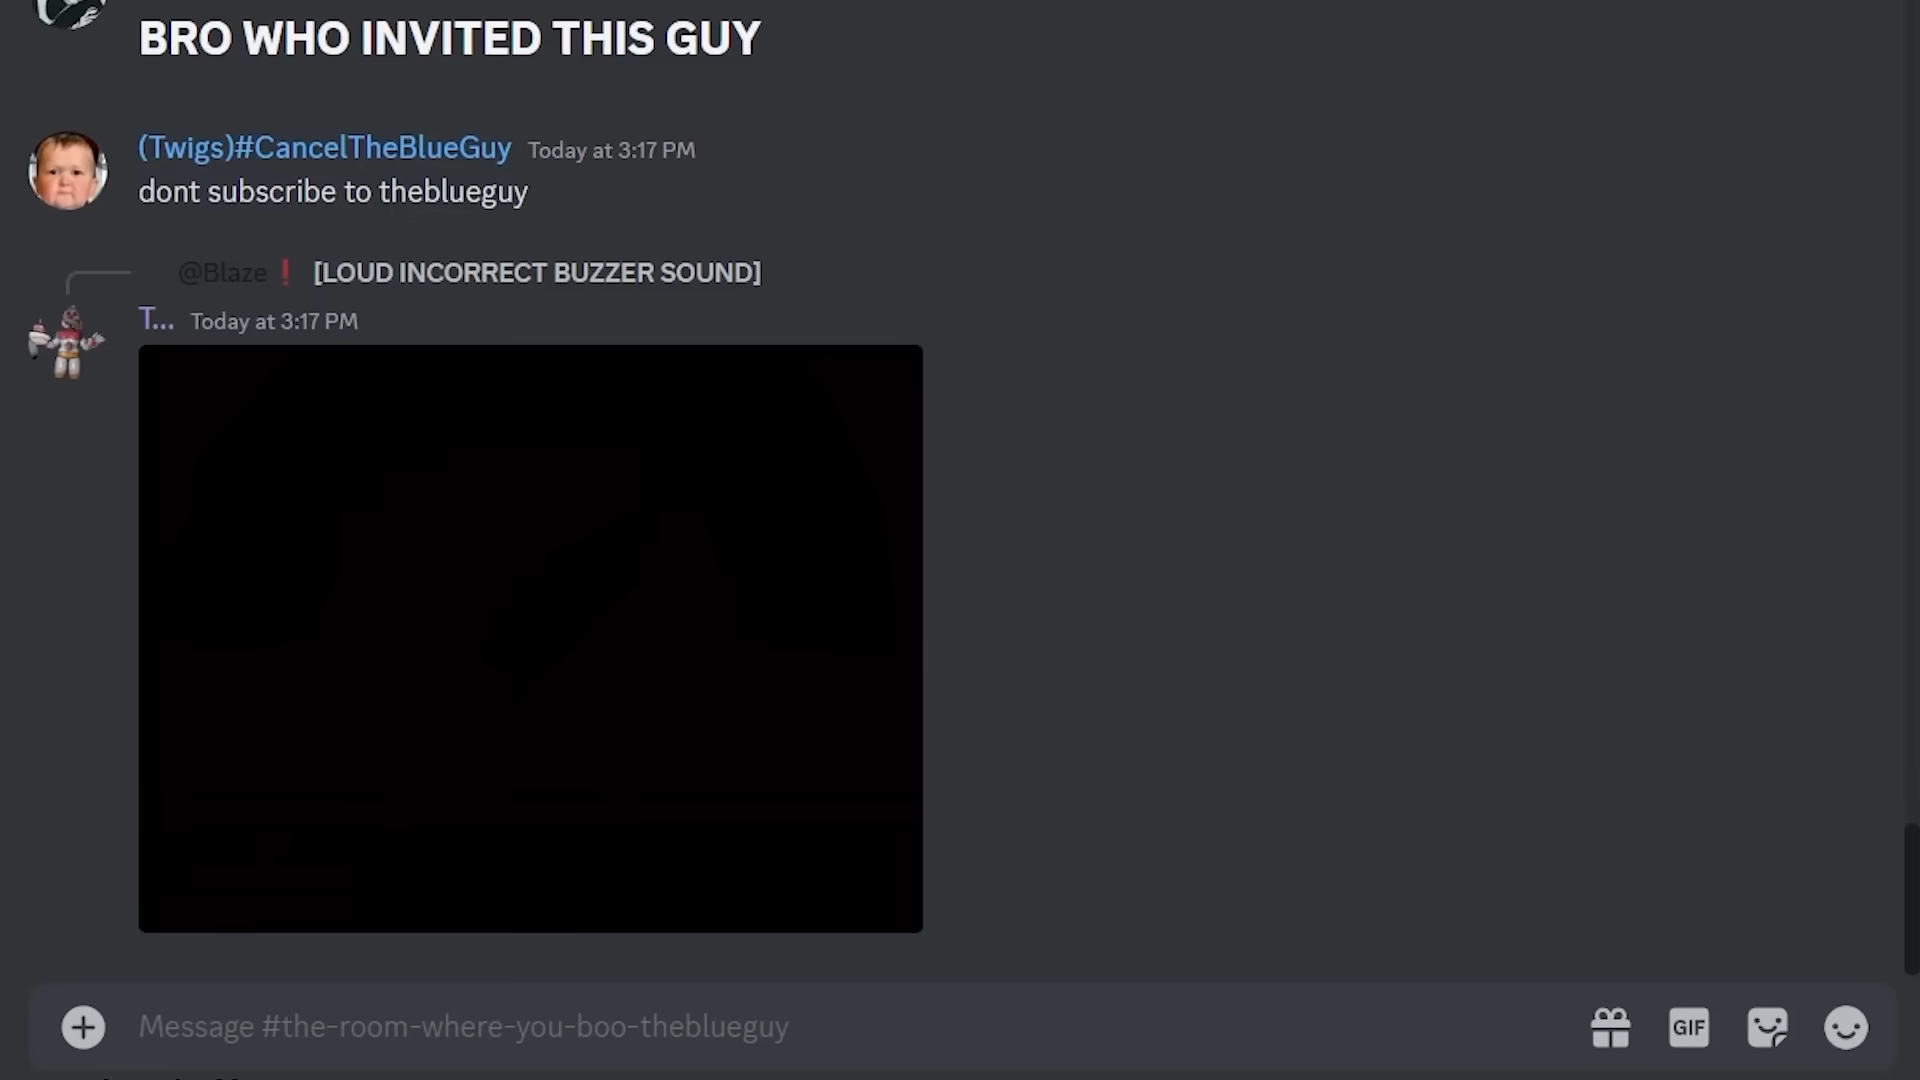 BRO WHO INVITED THIS GUY
(Twigs)#CancelTheBlueGuy Today at 3:17 PM
dont subscribe to theblueguy
@Blaze❗ [LOUD INCORRECT BUZZER SOUND]
T... Today at 3:17 PM
Message #the-room-where-you-boo-theblueguy
GIF